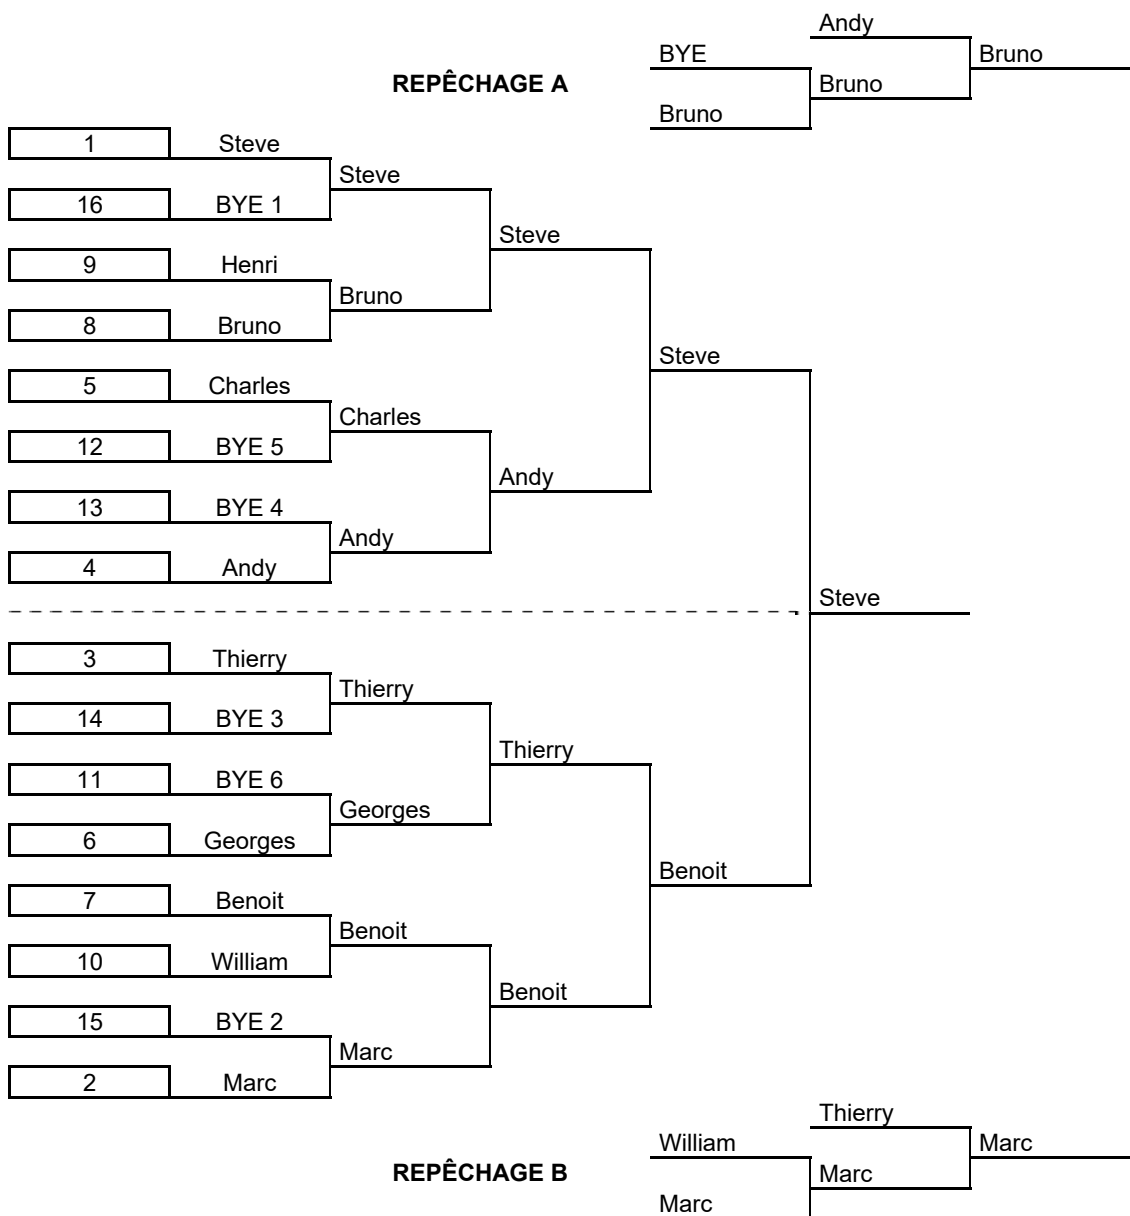 Andy
BYE
Bruno
REPÊCHAGE A
Bruno
Bruno
1 Steve
Steve
16 BYE 1
Steve
9 Henri
Bruno
8 Bruno
Steve
5 Charles
Charles
12 BYE 5
Andy
13 BYE 4
Andy
4 Andy
Steve
3 Thierry
Thierry
14 BYE 3
Thierry
11 BYE 6
Georges
6 Georges
Benoit
7 Benoit
Benoit
10 William
Benoit
15 BYE 2
Marc
2 Marc
Thierry
William
Marc
REPÊCHAGE B
Marc
Marc